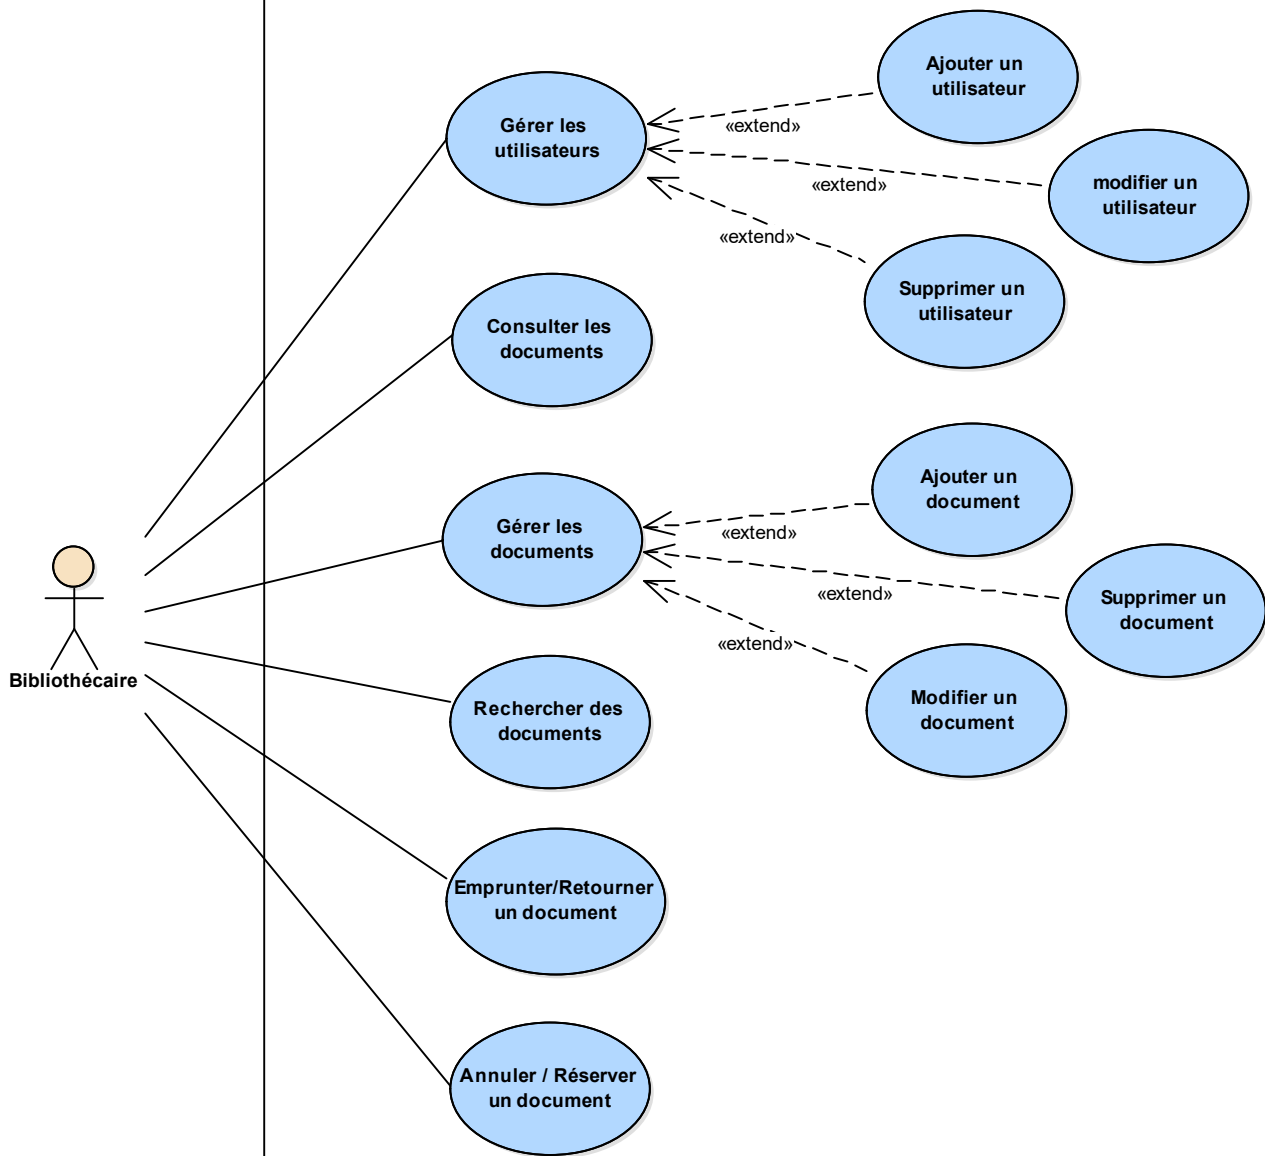 Ajouter un
utilisateur
Gérer les
utilisateurs
«extend»
modifier un
utilisateur
«extend»
«extend»
Supprimer un
utilisateur
Consulter les
documents
Ajouter un
document
Gérer les
documents
«extend»
Supprimer un
document
«extend»
«extend»
Modifier un
document
Bibliothécaire
Rechercher des
documents
Emprunter/Retourner
un document
Annuler / Réserver
un document